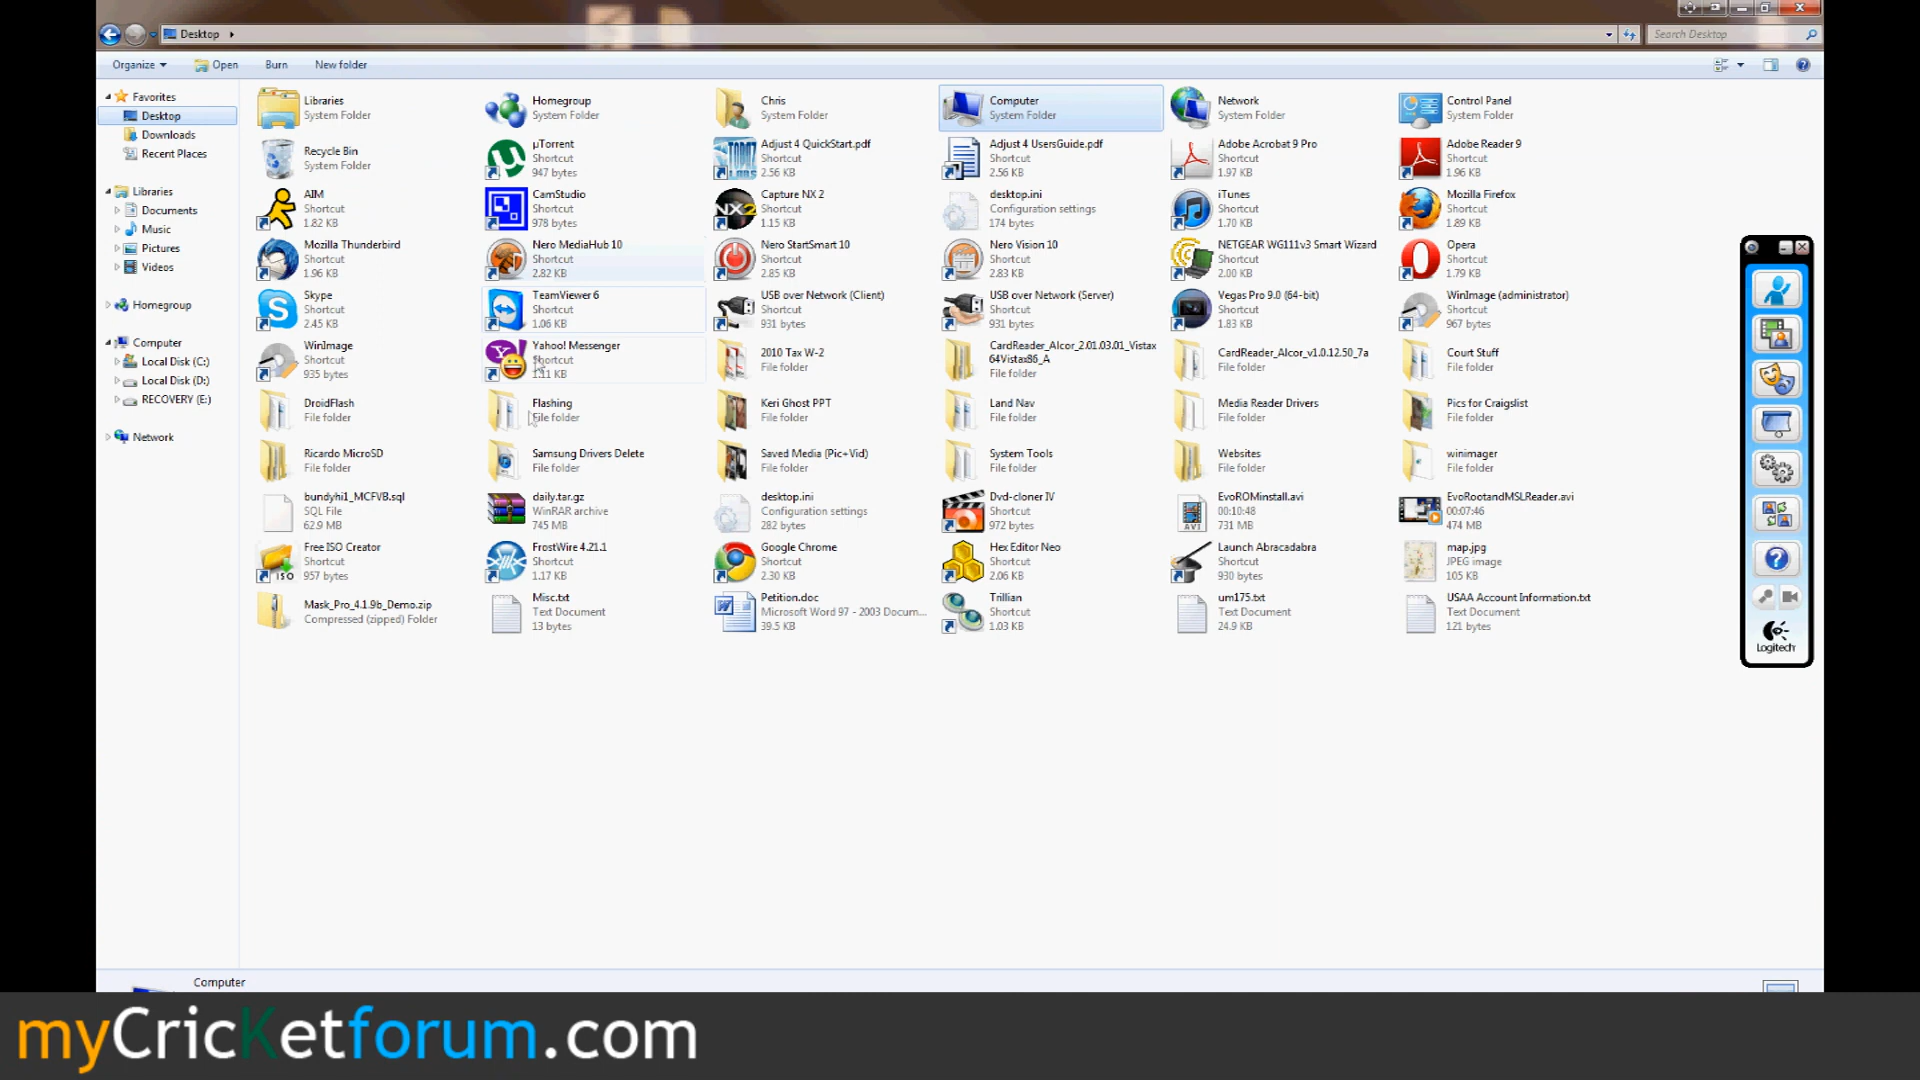 Desktop
Search Desktop
Organize
Open
Burn
New folder
Favorites
Desktop
Downloads
Recent Places
Libraries
Documents
Music
Pictures
Videos
Homegroup
Computer
Local Disk (C:)
Local Disk (D:)
RECOVERY (E:)
Network
Libraries
System Folder
Homegroup
System Folder
Chris
System Folder
Computer
System Folder
Network
System Folder
Control Panel
System Folder
Recycle Bin
System Folder
µTorrent
Shortcut
947 bytes
Adjust 4 QuickStart.pdf
Shortcut
2.56 KB
Adjust 4 UsersGuide.pdf
Shortcut
2.56 KB
Adobe Acrobat 9 Pro
Shortcut
1.97 KB
Adobe Reader 9
Shortcut
1.96 KB
AIM
Shortcut
1.82 KB
CamStudio
Shortcut
978 bytes
NX2
Capture NX 2
Shortcut
1.15 KB
desktop.ini
Configuration settings
174 bytes
iTunes
Shortcut
1.70 KB
Mozilla Firefox
Shortcut
1.89 KB
Mozilla Thunderbird
Shortcut
1.96 KB
Nero MediaHub 10
Shortcut
2.82 KB
Nero StartSmart 10
Shortcut
2.85 KB
Nero Vision 10
Shortcut
2.83 KB
NETGEAR WG111v3 Smart Wizard
Shortcut
2.00 KB
Opera
Shortcut
1.79 KB
Skype
Shortcut
2.45 KB
TeamViewer 6
Shortcut
1.06 KB
USB over Network (Client)
Shortcut
931 bytes
USB over Network (Server)
Shortcut
931 bytes
Vegas Pro 9.0 (64-bit)
Shortcut
1.83 KB
WinImage (administrator)
Shortcut
967 bytes
WinImage
Shortcut
935 bytes
Yahoo! Messenger
Shortcut
1.11 KB
2010 Tax W-2
File folder
CardReader_Alcor_2.01.03.01_Vistax
64Vistax86_A
File folder
CardReader_Alcor_v1.0.12.50_7a
File folder
Court Stuff
File folder
DroidFlash
File folder
Flashing
File folder
Keri Ghost PPT
File folder
Land Nav
File folder
Media Reader Drivers
File folder
Pics for Craigslist
File folder
Ricardo MicroSD
File folder
Samsung Drivers Delete
File folder
Saved Media (Pic+Vid)
File folder
System Tools
File folder
Websites
File folder
winimager
File folder
bundyhi1_MCFVB.sql
SQL File
62.9 MB
daily.tar.gz
WinRAR archive
745 MB
desktop.ini
Configuration settings
282 bytes
Dvd-cloner IV
Shortcut
972 bytes
AVI
EvoROMinstall.avi
00:10:48
731 MB
EvoRootandMSLReader.avi
00:07:46
474 MB
ISO
Free ISO Creator
Shortcut
957 bytes
FrostWire 4.21.1
Shortcut
1.17 KB
Google Chrome
Shortcut
2.30 KB
Hex Editor Neo
Shortcut
2.06 KB
Launch Abracadabra
Shortcut
930 bytes
map.jpg
JPEG image
105 KB
Mask_Pro_4.1.9b_Demo.zip
Compressed (zipped) Folder
Misc.txt
Text Document
13 bytes
Petition.doc
Microsoft Word 97 - 2003 Docum...
39.5 KB
Trillian
Shortcut
1.03 KB
um175.txt
Text Document
24.9 KB
USAA Account Information.txt
Text Document
121 bytes
Logitech
Computer
myCricKetforum.com